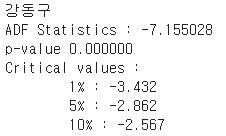 강동구
ADF Statistics : -7.155028
p-value 0.000000
Critical values :
1% : -3.432
5% : -2.862
10% : -2.567